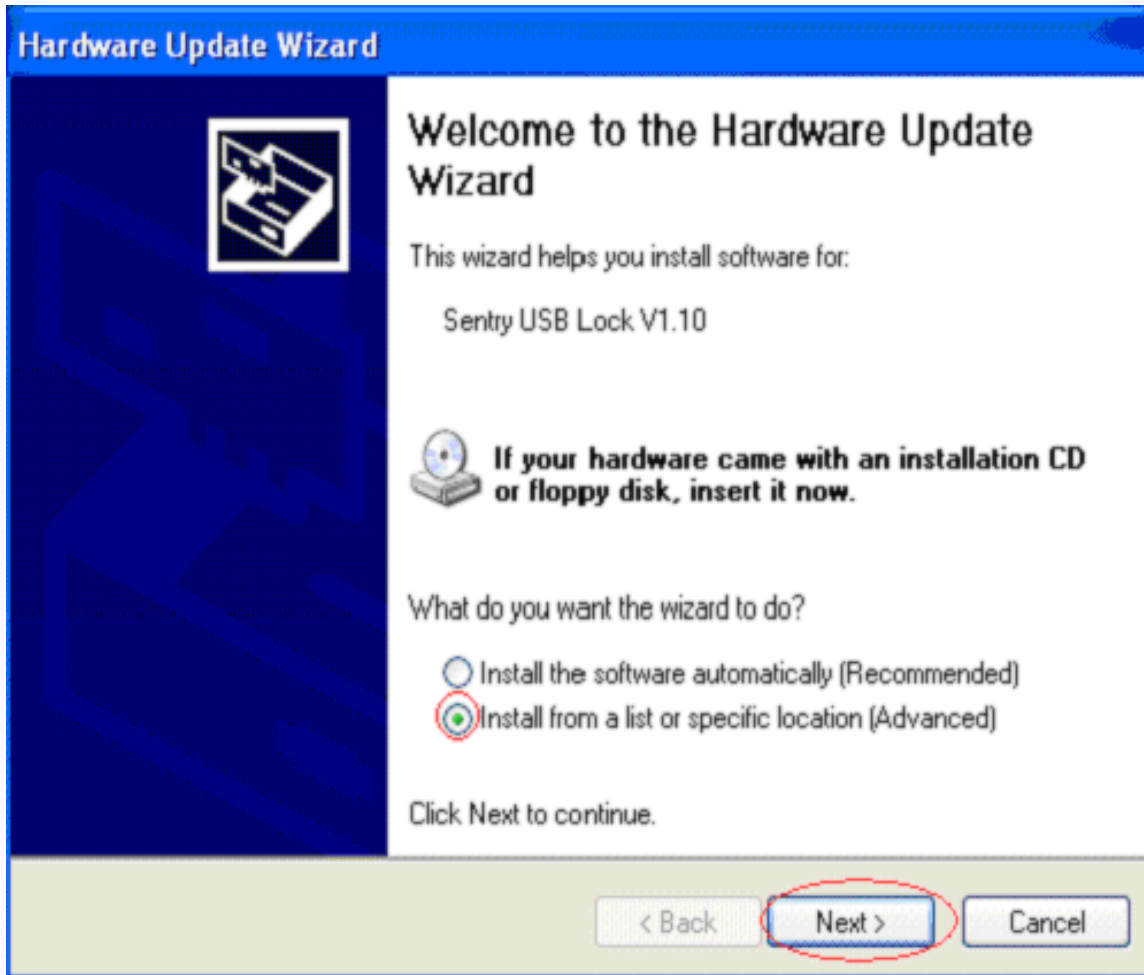 Hardware Update Wizard
Welcome to the Hardware Update
Wizard
This wizard helps you install software for:
Sentry USB Lock V1.10
If your hardware came with an installation CD
or floppy disk, insert it now.
What do you want the wizard to do?
Install the software automatically (Recommended)
Install from a list or specific location (Advanced)
Click Next to continue.
< Back
Next >
Cancel